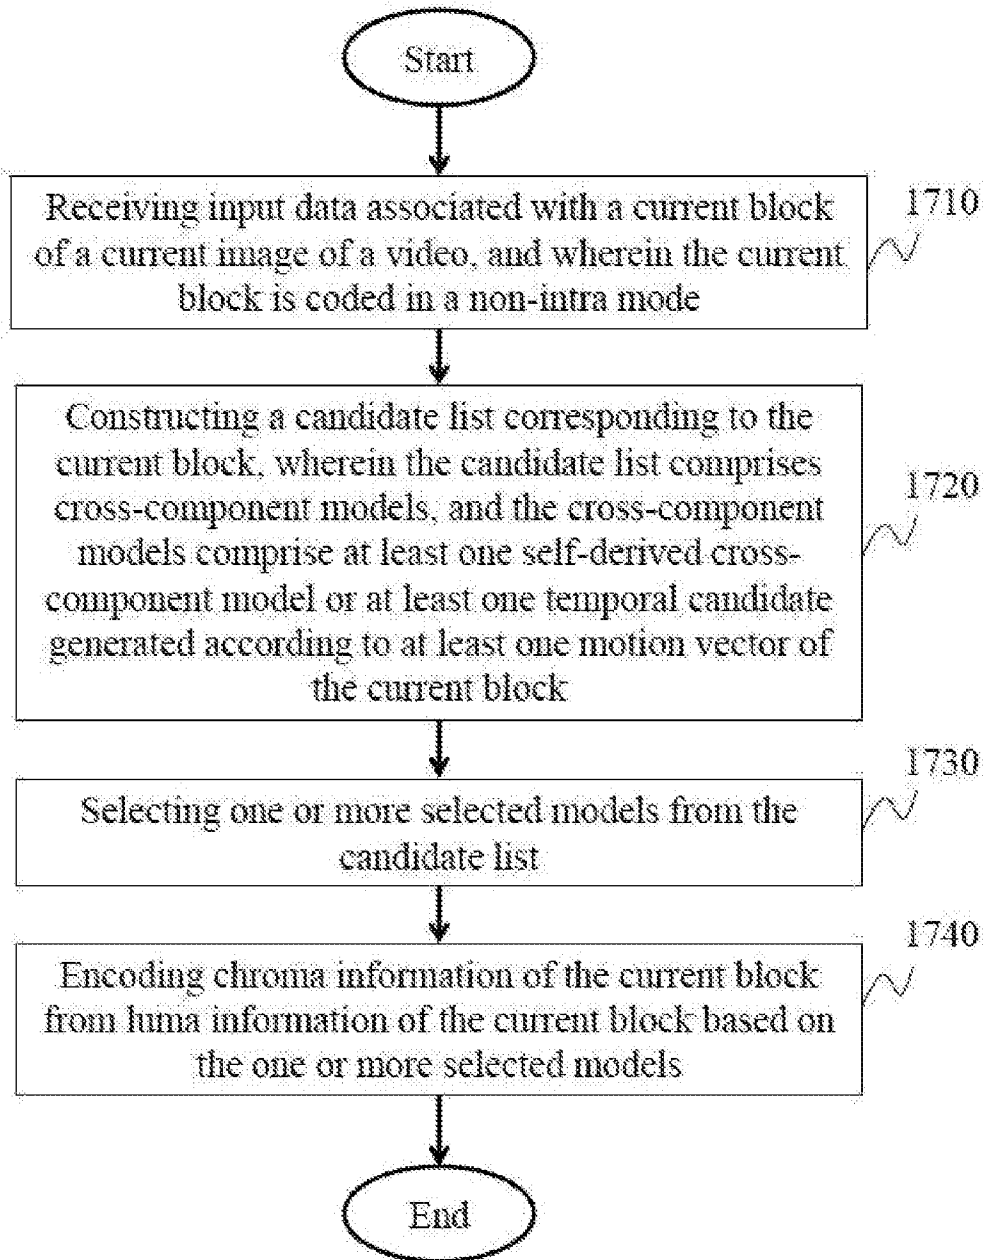 Start
Receiving input data associated with a current block
of a current image of a video, and wherein the current
block is coded in a non-intra mode
1710
Constructing a candidate list corresponding to the
current block, wherein the candidate list comprises
cross-component models, and the cross-component
models comprise at least one self-derived cross-
component model or at least one temporal candidate
generated according to at least one motion vector of
the current block
1720
Selecting one or more selected models from the
candidate list
1730
Encoding chroma information of the current block
from luma information of the current block based on
the one or more selected models
1740
End